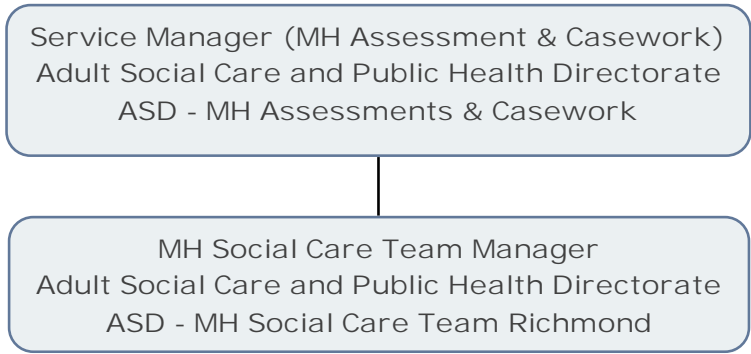 Service Manager (MH Assessment & Casework)
Adult Social Care and Public Health Directorate
ASD - MH Assessments & Casework
MH Social Care Team Manager
Adult Social Care and Public Health Directorate
ASD - MH Social Care Team Richmond